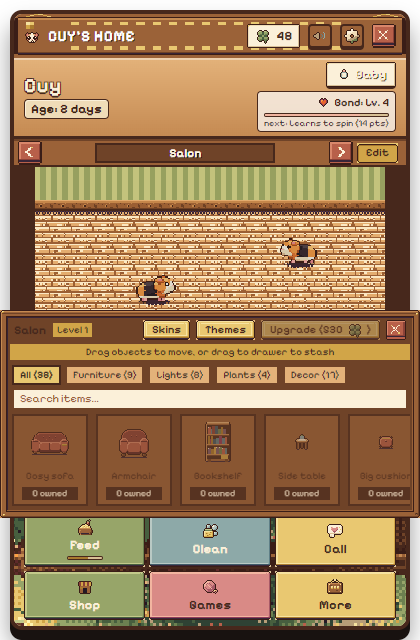 GUY'S HOME
48
Guy
Baby
Age: 2 days
Bond: Lv. 4
next: Learns to spin (14 pts)
Salon
Edit
Salon
Level 1
Skins
Themes
Upgrade (930 )
Drag objects to move, or drag to drawer to stash
All (38)
Furniture (9)
Lights (8)
Plants (4)
Decor (17)
Search items...
Cosy sofa
Armchair
Bookshelf
Side table
Big cushion
0 owned
0 owned
0 owned
0 owned
0 owned
Feed
Clean
Call
Shop
Games
More